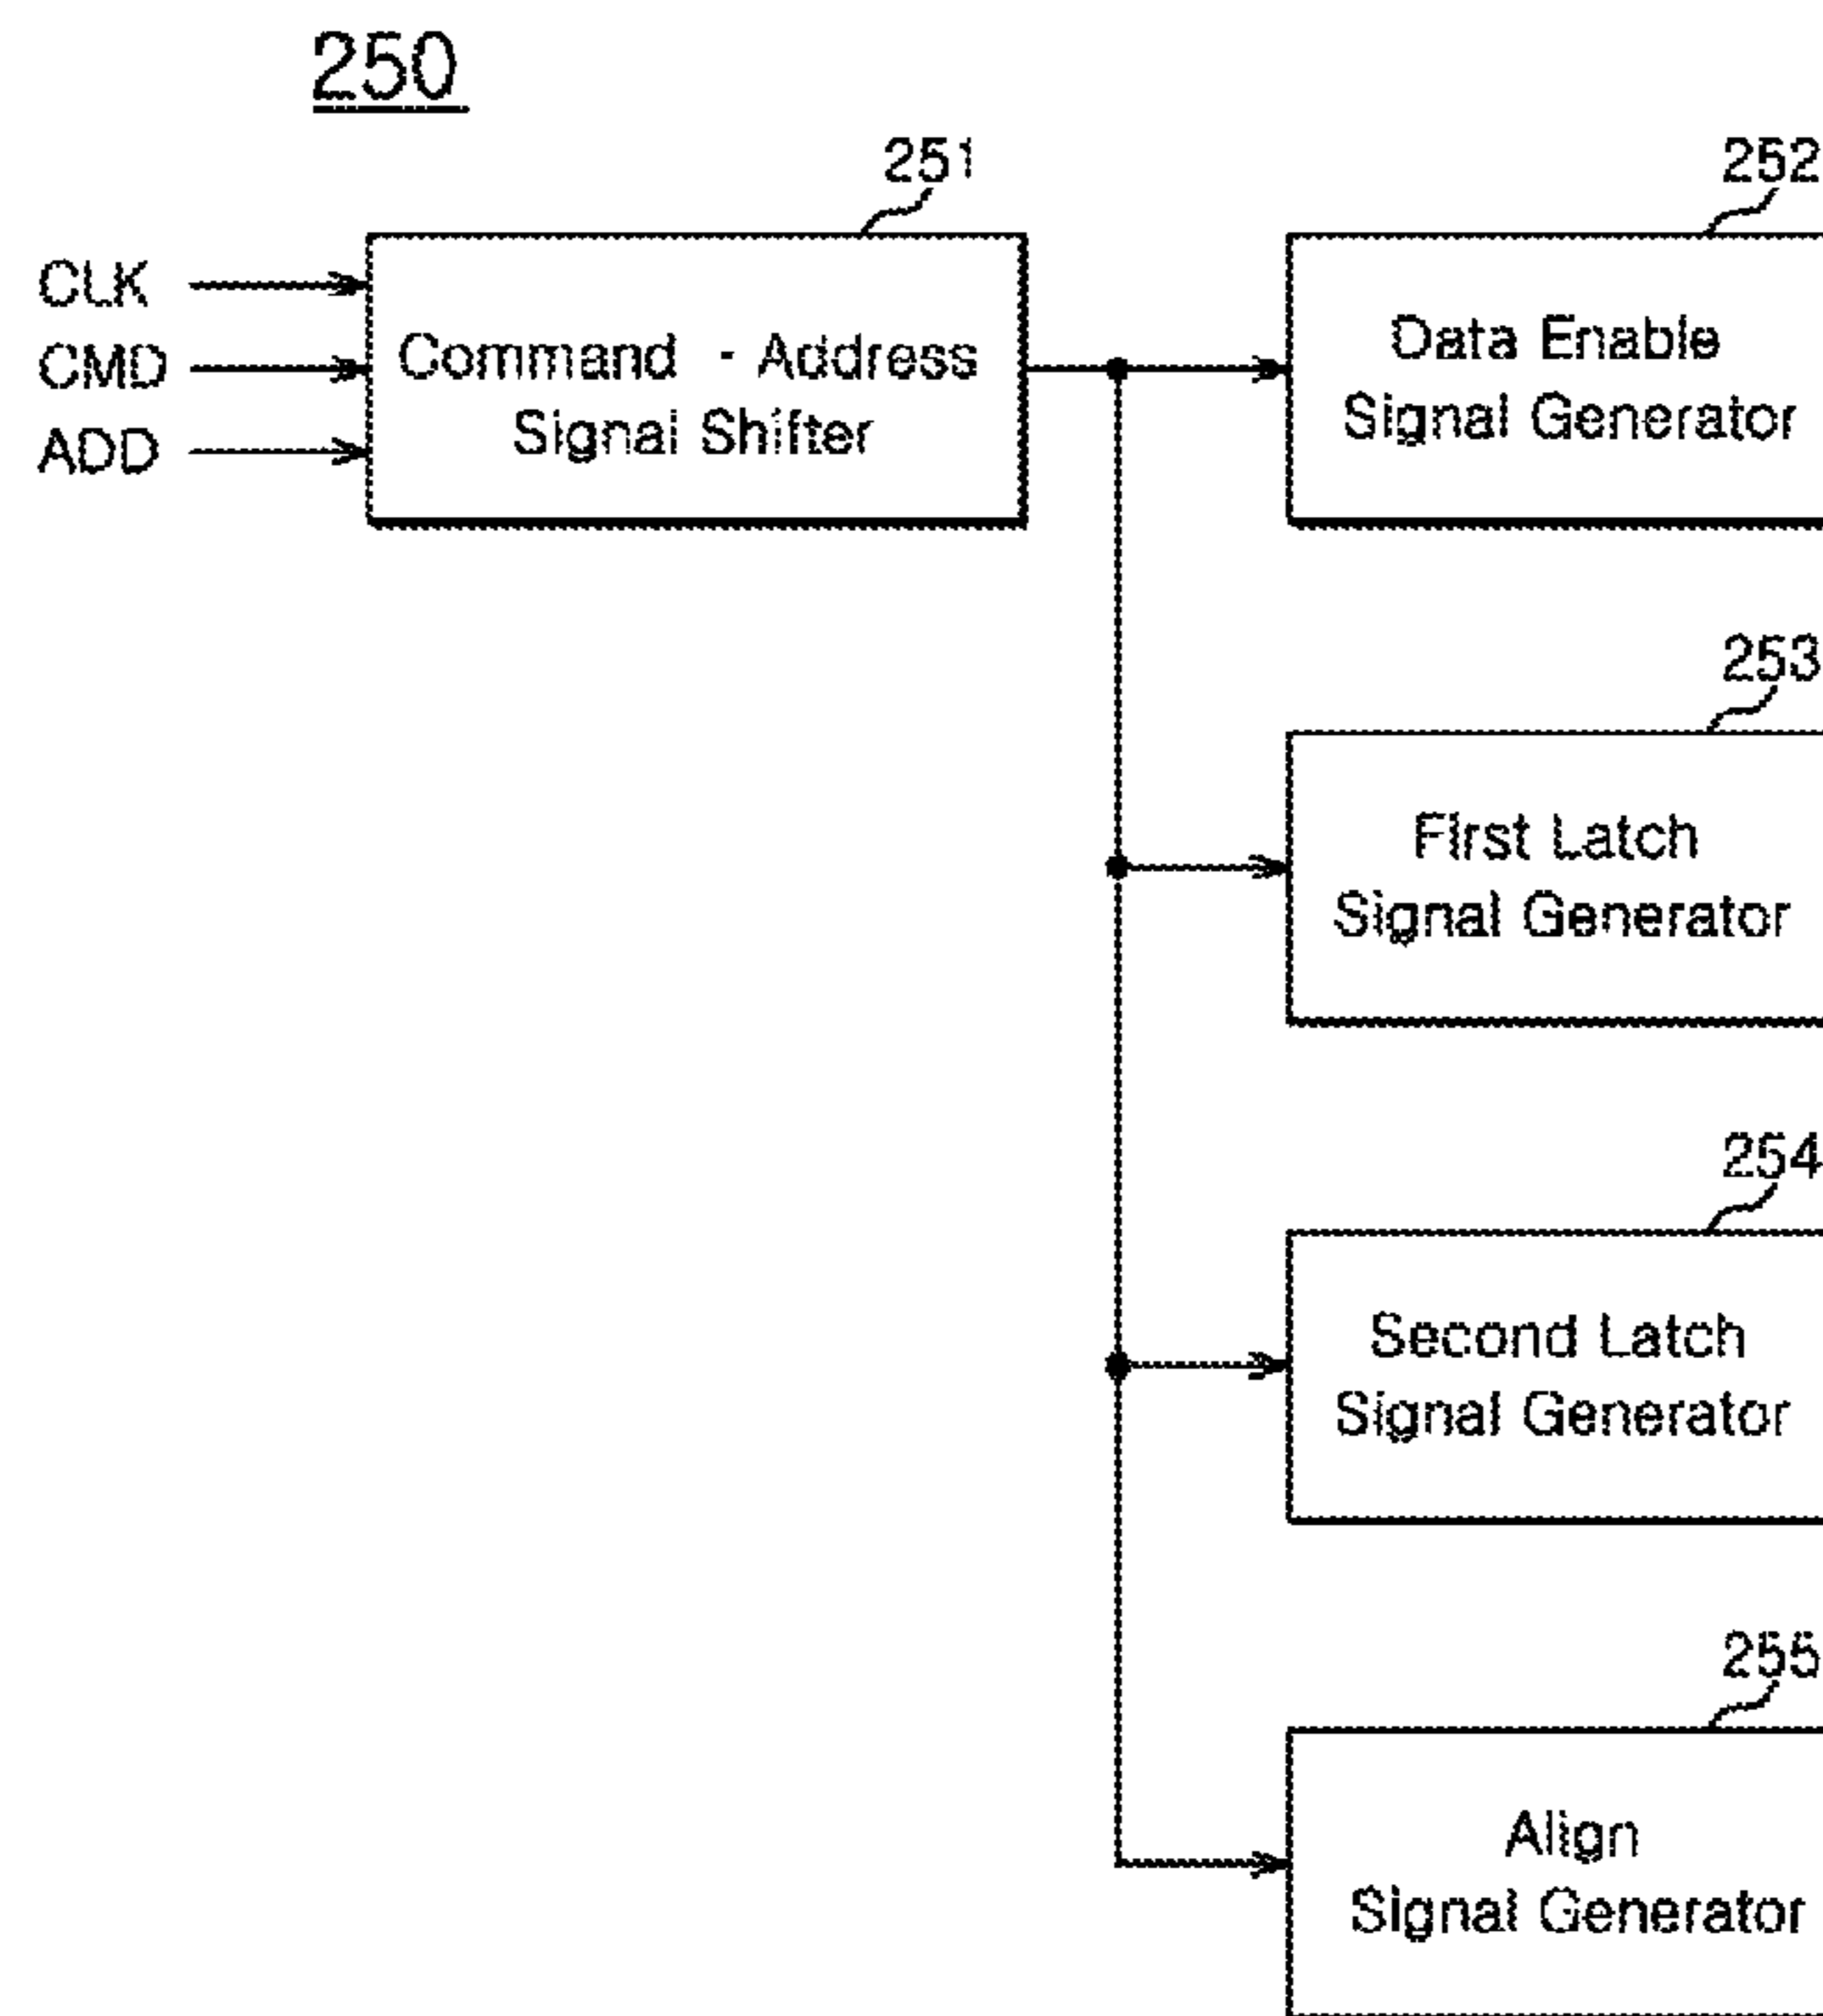 250
251
252
CLK
CMD
ADD
Command - Address
Signal Shifter
Data Enable
Signal Generator
253
First Latch
Signal Generator
254
Second Latch
Signal Generator
255
Align
Signal Generator